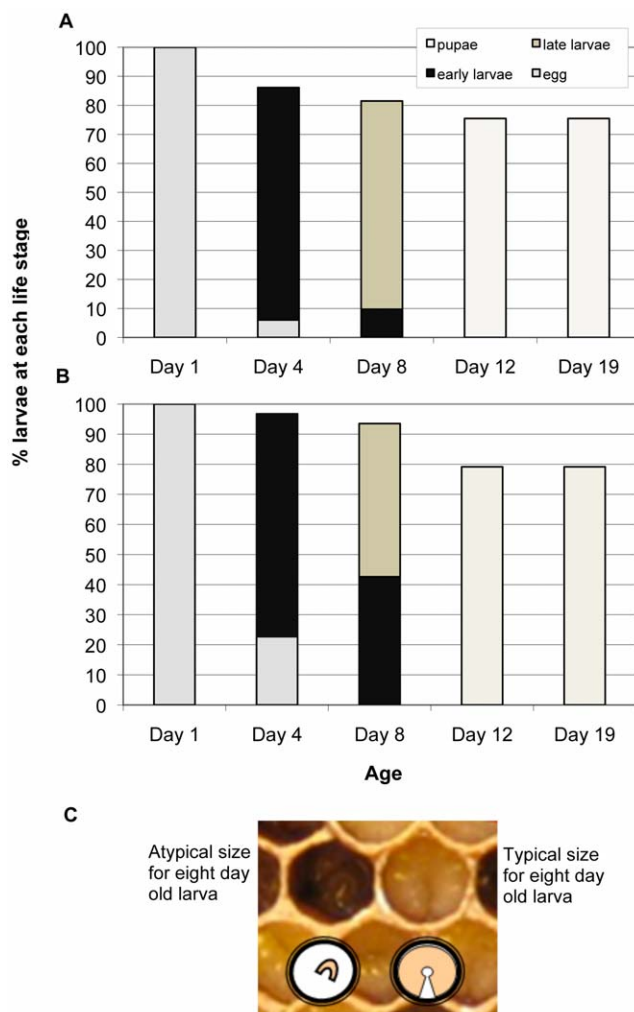 A
pupae
late larvae
early larvae
egg
100
90
80
70
60
50
40
30
20
10
0
Day 1
Day 4
Day 8
Day 12
Day 19
% larvae at each life stage
B
100
90
80
70
60
50
40
30
20
10
0
Day 1
Day 4
Day 8
Day 12
Day 19
Age
C
Atypical size
for eight day
old larva
Typical size
for eight day
old larva